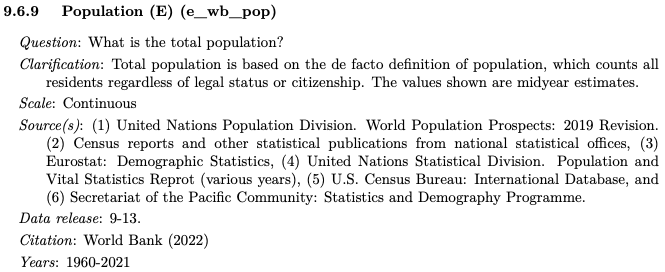 9.6.9 Population (E) (e_wb_pop)
Question: What is the total population?
Clarification: Total population is based on the de facto definition of population, which counts all
residents regardless of legal status or citizenship. The values shown are midyear estimates.
Scale: Continuous
Source(s): (1) United Nations Population Division. World Population Prospects: 2019 Revision.
(2) Census reports and other statistical publications from national statistical offices, (3)
Eurostat: Demographic Statistics, (4) United Nations Statistical Division. Population and
Vital Statistics Reprot (various years), (5) U.S. Census Bureau: International Database, and
(6) Secretariat of the Pacific Community: Statistics and Demography Programme.
Data release: 9-13.
Citation: World Bank (2022)
Years: 1960-2021